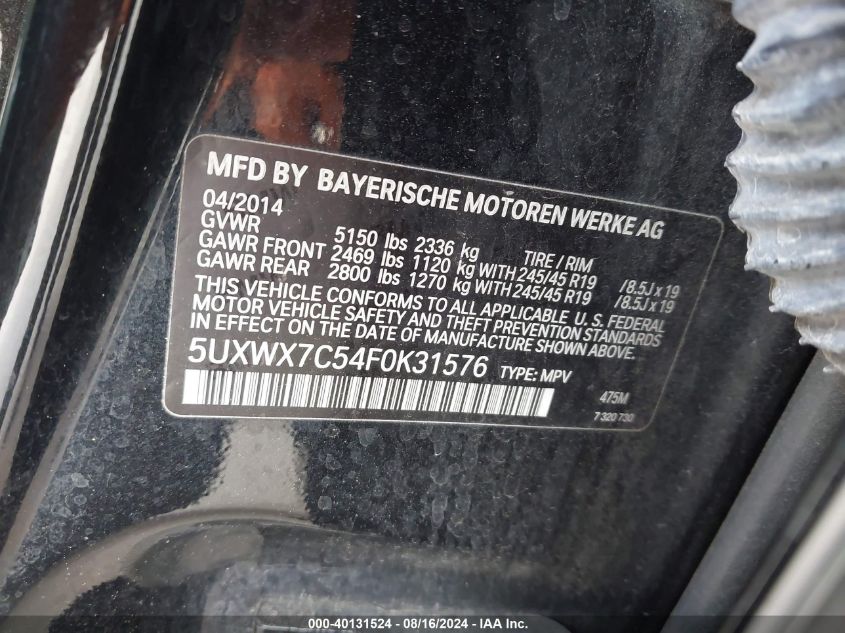 MFD BY BAYERISCHE MOTOREN WERKE AG
04/2014
GVWR 5150 lbs 2336 kg TIRE / RIM
GAWR FRONT 2469 lbs 1120 kg WITH 245/45 R19 /8.5J x 19
GAWR REAR 2800 lbs 1270 kg WITH 245/45 R19 /8.5J x 19
THIS VEHICLE CONFORMS TO ALL APPLICABLE U. S. FEDERAL
MOTOR VEHICLE SAFETY AND THEFT PREVENTION STANDARDS
IN EFFECT ON THE DATE OF MANUFACTURE SHOWN ABOVE.
5UXWX7C54F0K31576 TYPE: MPV
475M
7 320 730
000-40131524 - 08/16/2024 - IAA Inc.